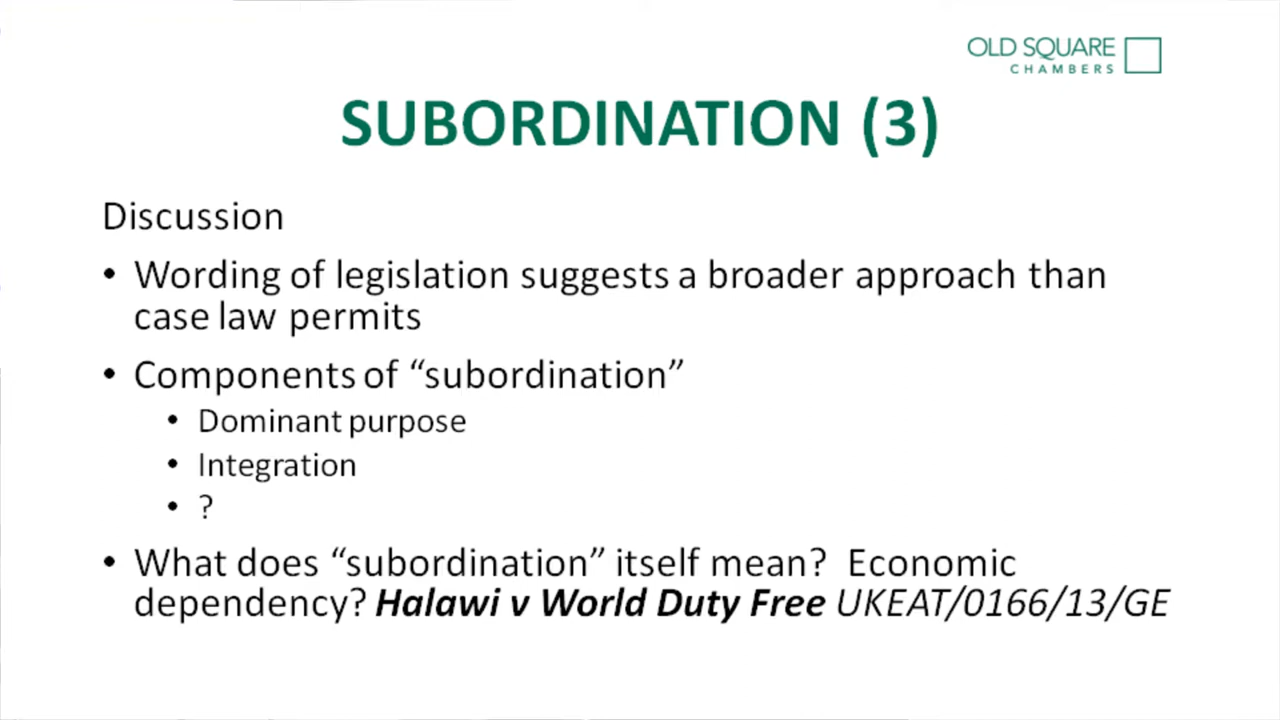 OLD SQUARE
CHAMBERS
SUBORDINATION (3)
Discussion
• Wording of legislation suggests a broader approach than
case law permits
• Components of “subordination”
• Dominant purpose
• Integration
• ?
• What does “subordination” itself mean? Economic
dependency? Halawi v World Duty Free UKEAT/0166/13/GE